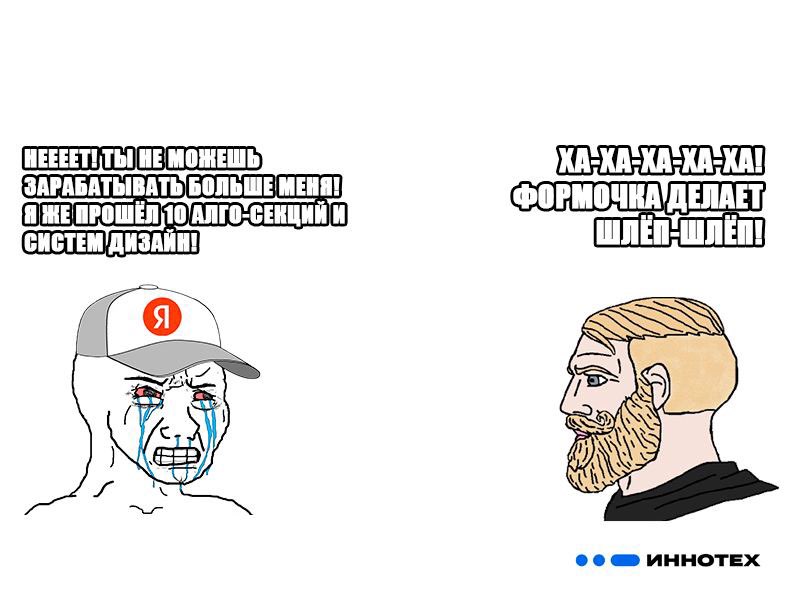 НЕЕЕЕТ! ТЫ НЕ МОЖЕШЬ
ЗАРАБАТЫВАТЬ БОЛЬШЕ МЕНЯ!
Я ЖЕ ПРОШЁЛ 10 АЛГО-СЕКЦИЙ И
СИСТЕМ ДИЗАЙН!
ХА-ХА-ХА-ХА-ХА!
ФОРМОЧКА ДЕЛАЕТ
ШЛЁП-ШЛЁП!
Я
ИННОТЕХ